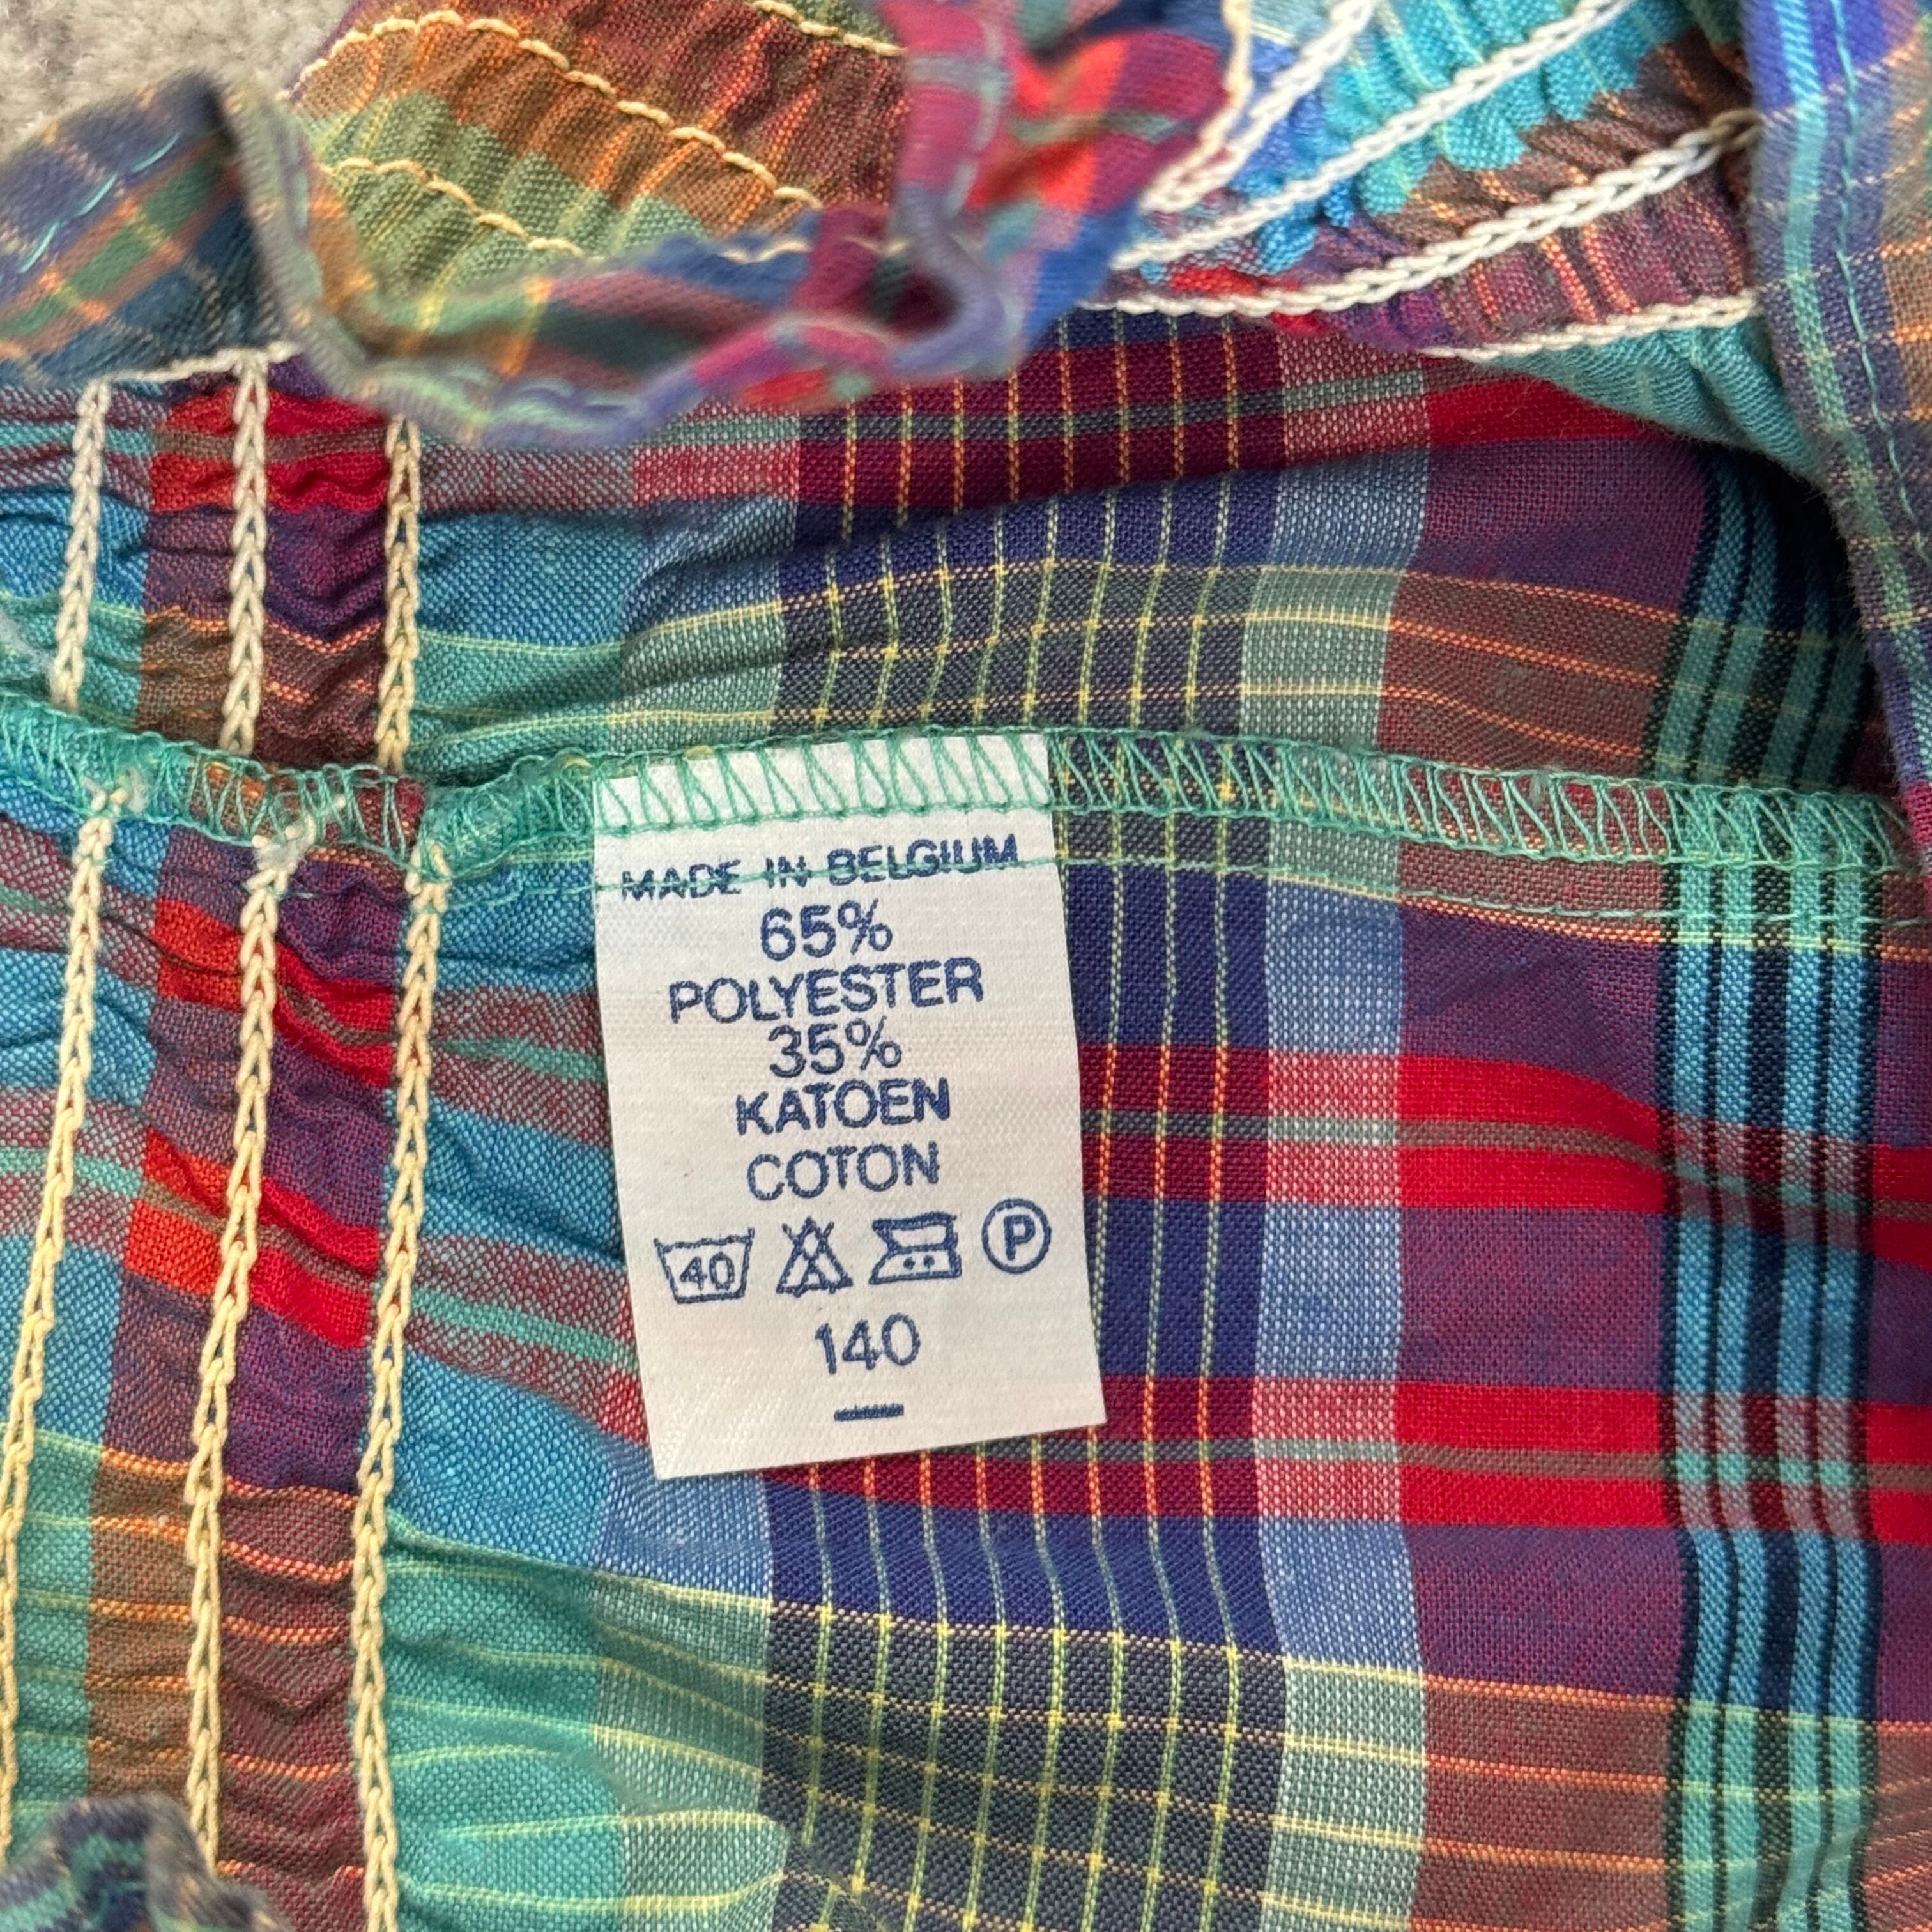 MADE IN BELGIUM
65%
POLYESTER
35%
KATOEN
COTON
40 P
140